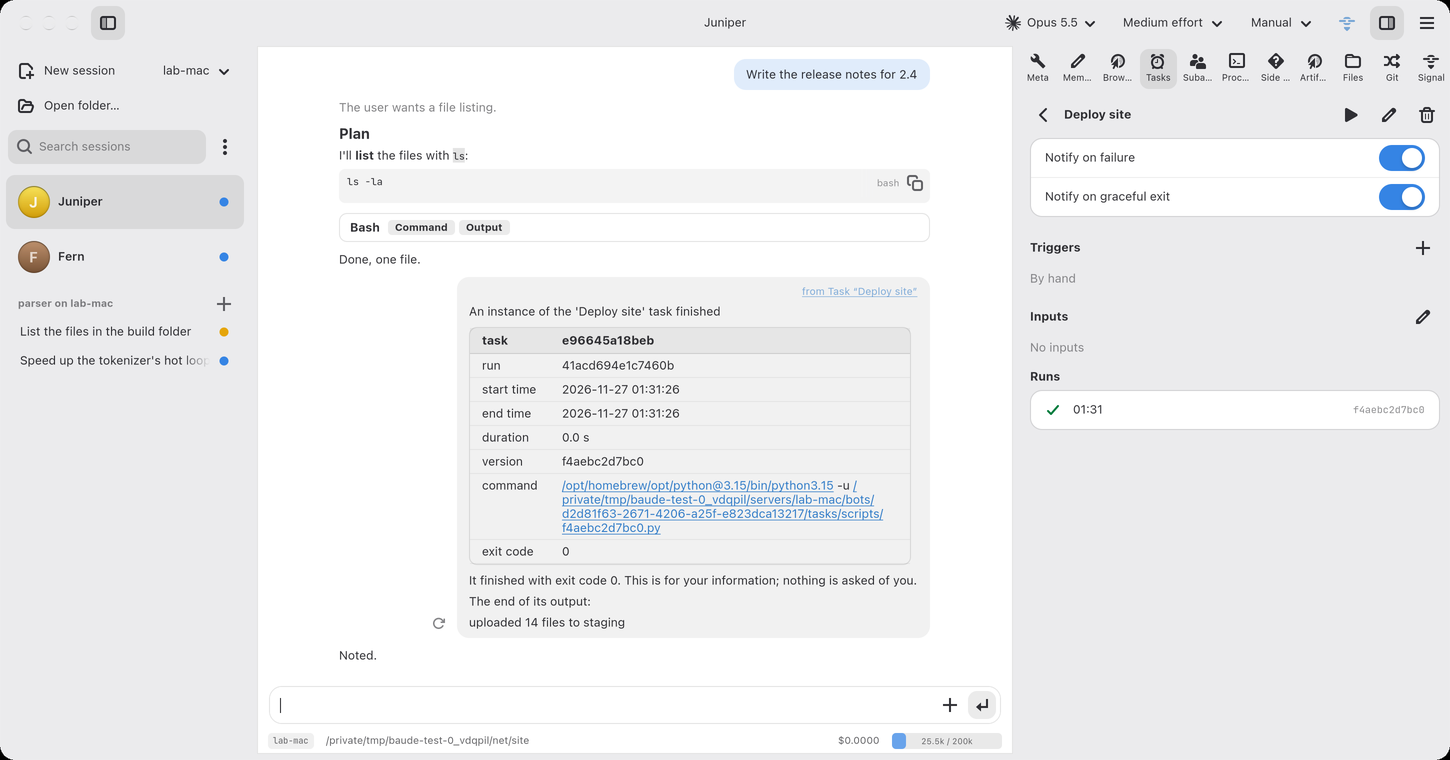 Juniper
Opus 5.5
Medium effort
Manual
New session
lab-mac
Open folder...
Search sessions
J
Juniper
F
Fern
parser on lab-mac
List the files in the build folder
Speed up the tokenizer's hot loop
Write the release notes for 2.4
The user wants a file listing.
Plan
I'll list the files with ls:
ls -la
bash
Bash
Command
Output
Done, one file.
from Task “Deploy site”
An instance of the 'Deploy site' task finished
task e96645a18beb
run 41acd694e1c7460b
start time 2026-11-27 01:31:26
end time 2026-11-27 01:31:26
duration 0.0 s
version f4aebc2d7bc0
command /opt/homebrew/opt/python@3.15/bin/python3.15 -u /
private/tmp/baude-test-0_vdqpil/servers/lab-mac/bots/
d2d81f63-2671-4206-a25f-e823dca13217/tasks/scripts/
f4aebc2d7bc0.py
exit code 0
It finished with exit code 0. This is for your information; nothing is asked of you.
The end of its output:
uploaded 14 files to staging
Noted.
lab-mac
/private/tmp/baude-test-0_vdqpil/net/site
$0.0000
25.5k / 200k
Meta
Mem...
Brow...
Tasks
Suba...
Proc...
Side ...
Artif...
Files
Git
Signal
Deploy site
Notify on failure
Notify on graceful exit
Triggers
By hand
Inputs
No inputs
Runs
01:31
f4aebc2d7bc0